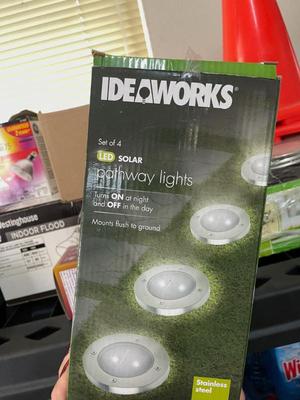 IDEAWORKS®
Set of 4
LED SOLAR
pathway lights
Turns ON at night
and OFF in the day
Mounts flush to ground
Stainless
steel
Westinghouse
INDOOR FLOOD